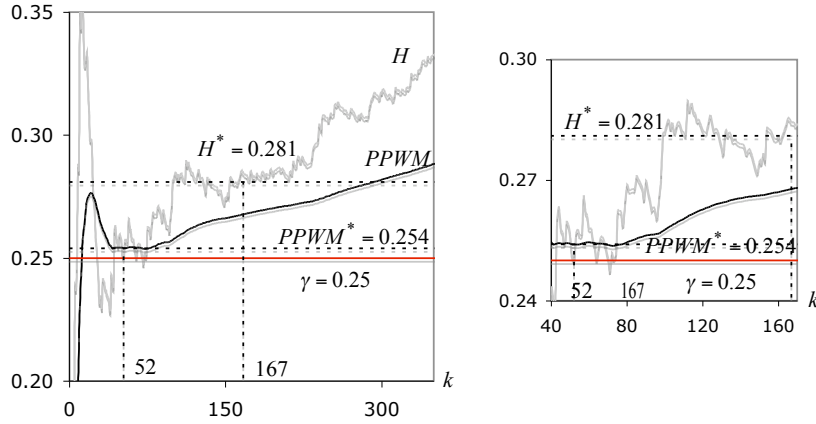 0.35
0.30
0.25
0.20
0
150
300
k
H
H* = 0.281
PPWM
PPWM* = 0.254
γ = 0.25
52
167
0.30
0.27
0.24
40
80
120
160
k
H* = 0.281
PPWM* = 0.254
γ = 0.25
52
167